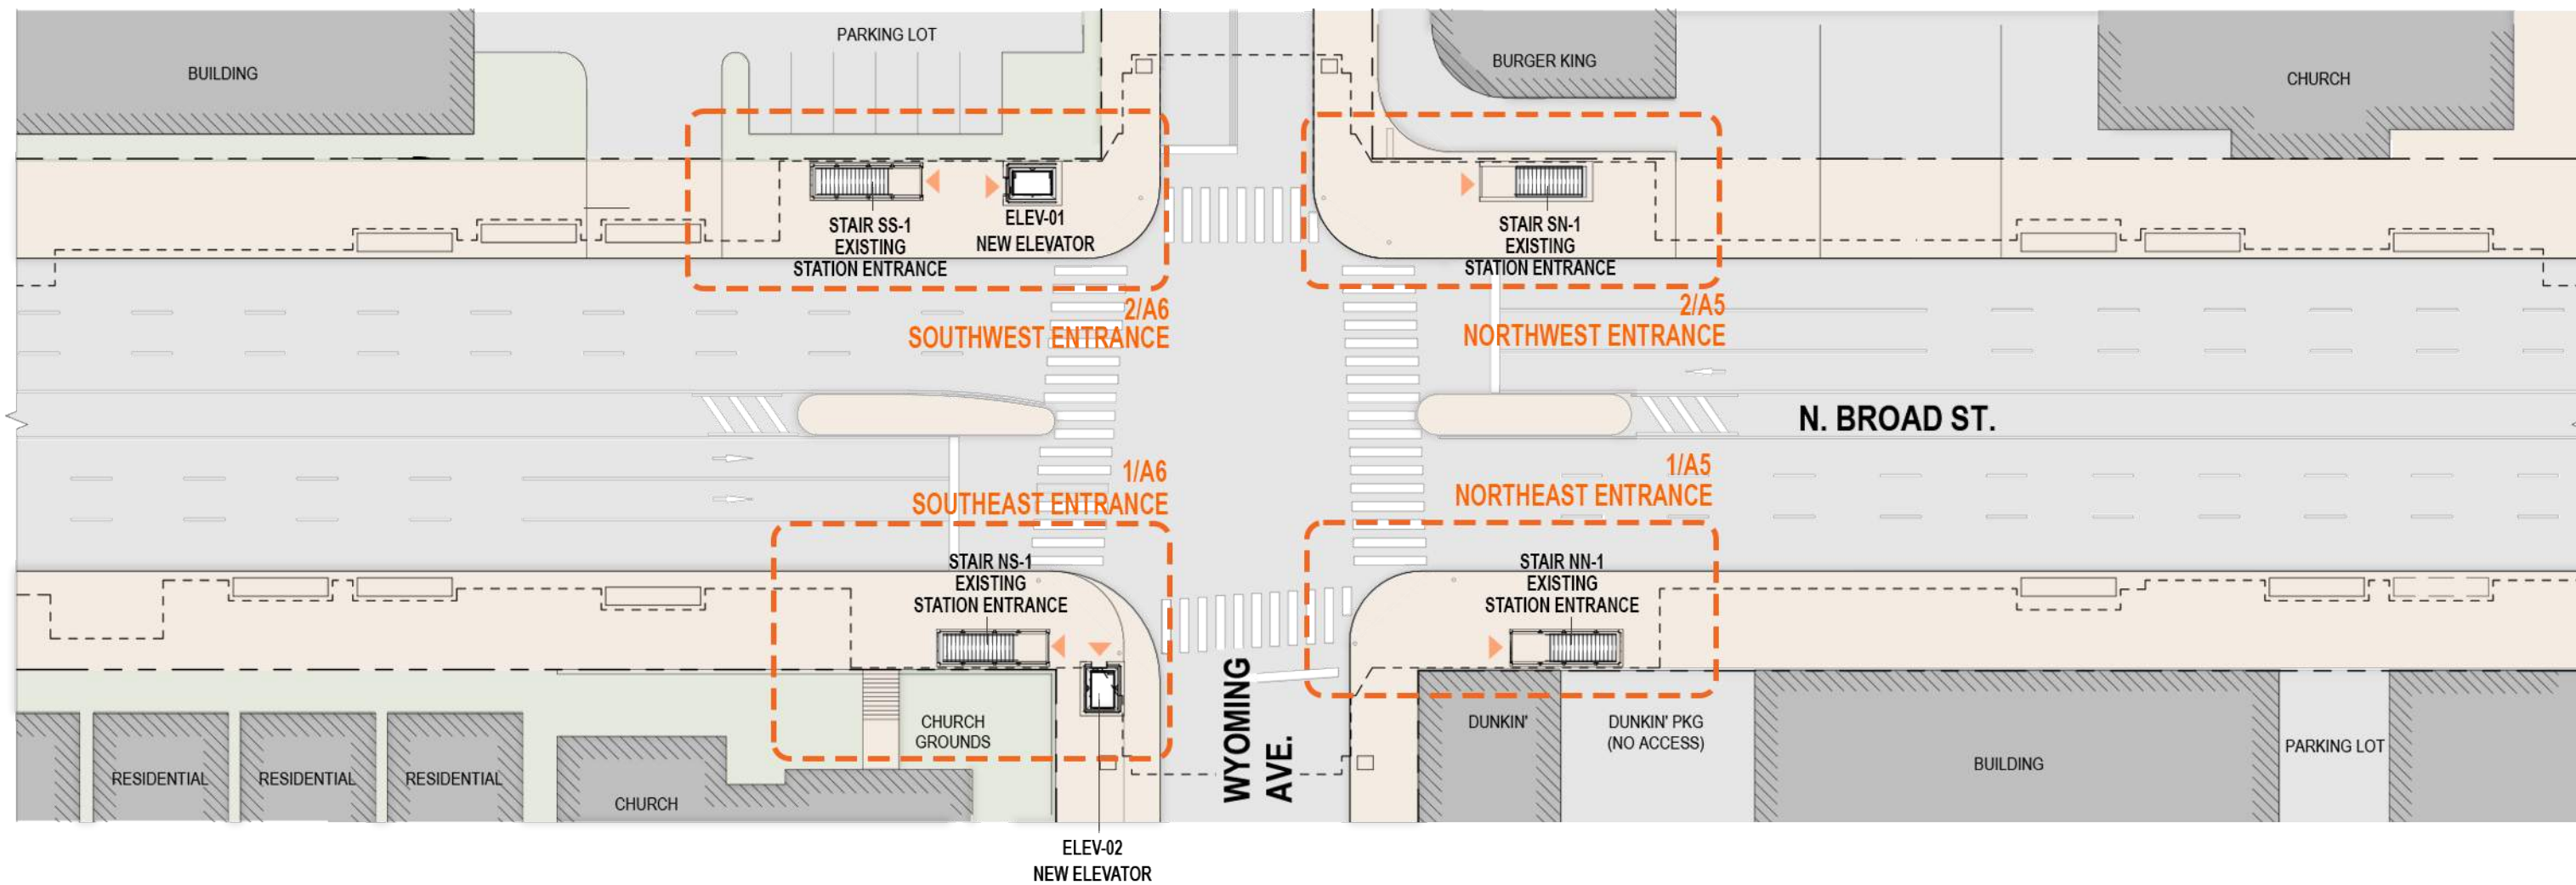 PARKING LOT
BUILDING
BURGER KING
CHURCH
STAIR SS-1
EXISTING
STATION ENTRANCE
ELEV-01
NEW ELEVATOR
STAIR SN-1
EXISTING
STATION ENTRANCE
2/A6
SOUTHWEST ENTRANCE
2/A5
NORTHWEST ENTRANCE
N. BROAD ST.
1/A6
SOUTHEAST ENTRANCE
1/A5
NORTHEAST ENTRANCE
STAIR NS-1
EXISTING
STATION ENTRANCE
STAIR NN-1
EXISTING
STATION ENTRANCE
WYOMING
AVE.
RESIDENTIAL
RESIDENTIAL
RESIDENTIAL
CHURCH
CHURCH
GROUNDS
DUNKIN'
DUNKIN' PKG
(NO ACCESS)
BUILDING
PARKING LOT
ELEV-02
NEW ELEVATOR